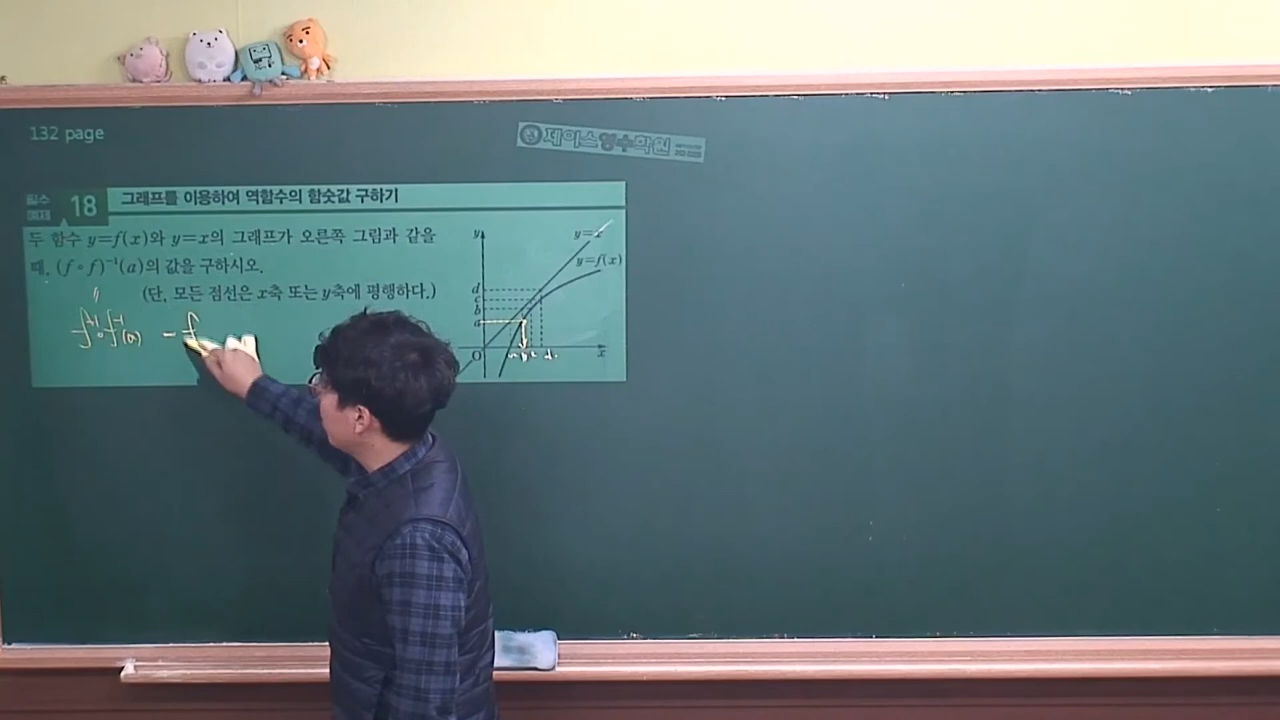 132 page
제이스영수학원
필수 예제 18 그래프를 이용하여 역함수의 함숫값 구하기
두 함수 y=f(x)와 y=x의 그래프가 오른쪽 그림과 같을
때, (f∘f)⁻¹(a)의 값을 구하시오.
(단, 모든 점선은 x축 또는 y축에 평행하다.)
f⁻¹∘f⁻¹(a) = f
y
y=x
y=f(x)
d
c
b
a
O
x
a b c d